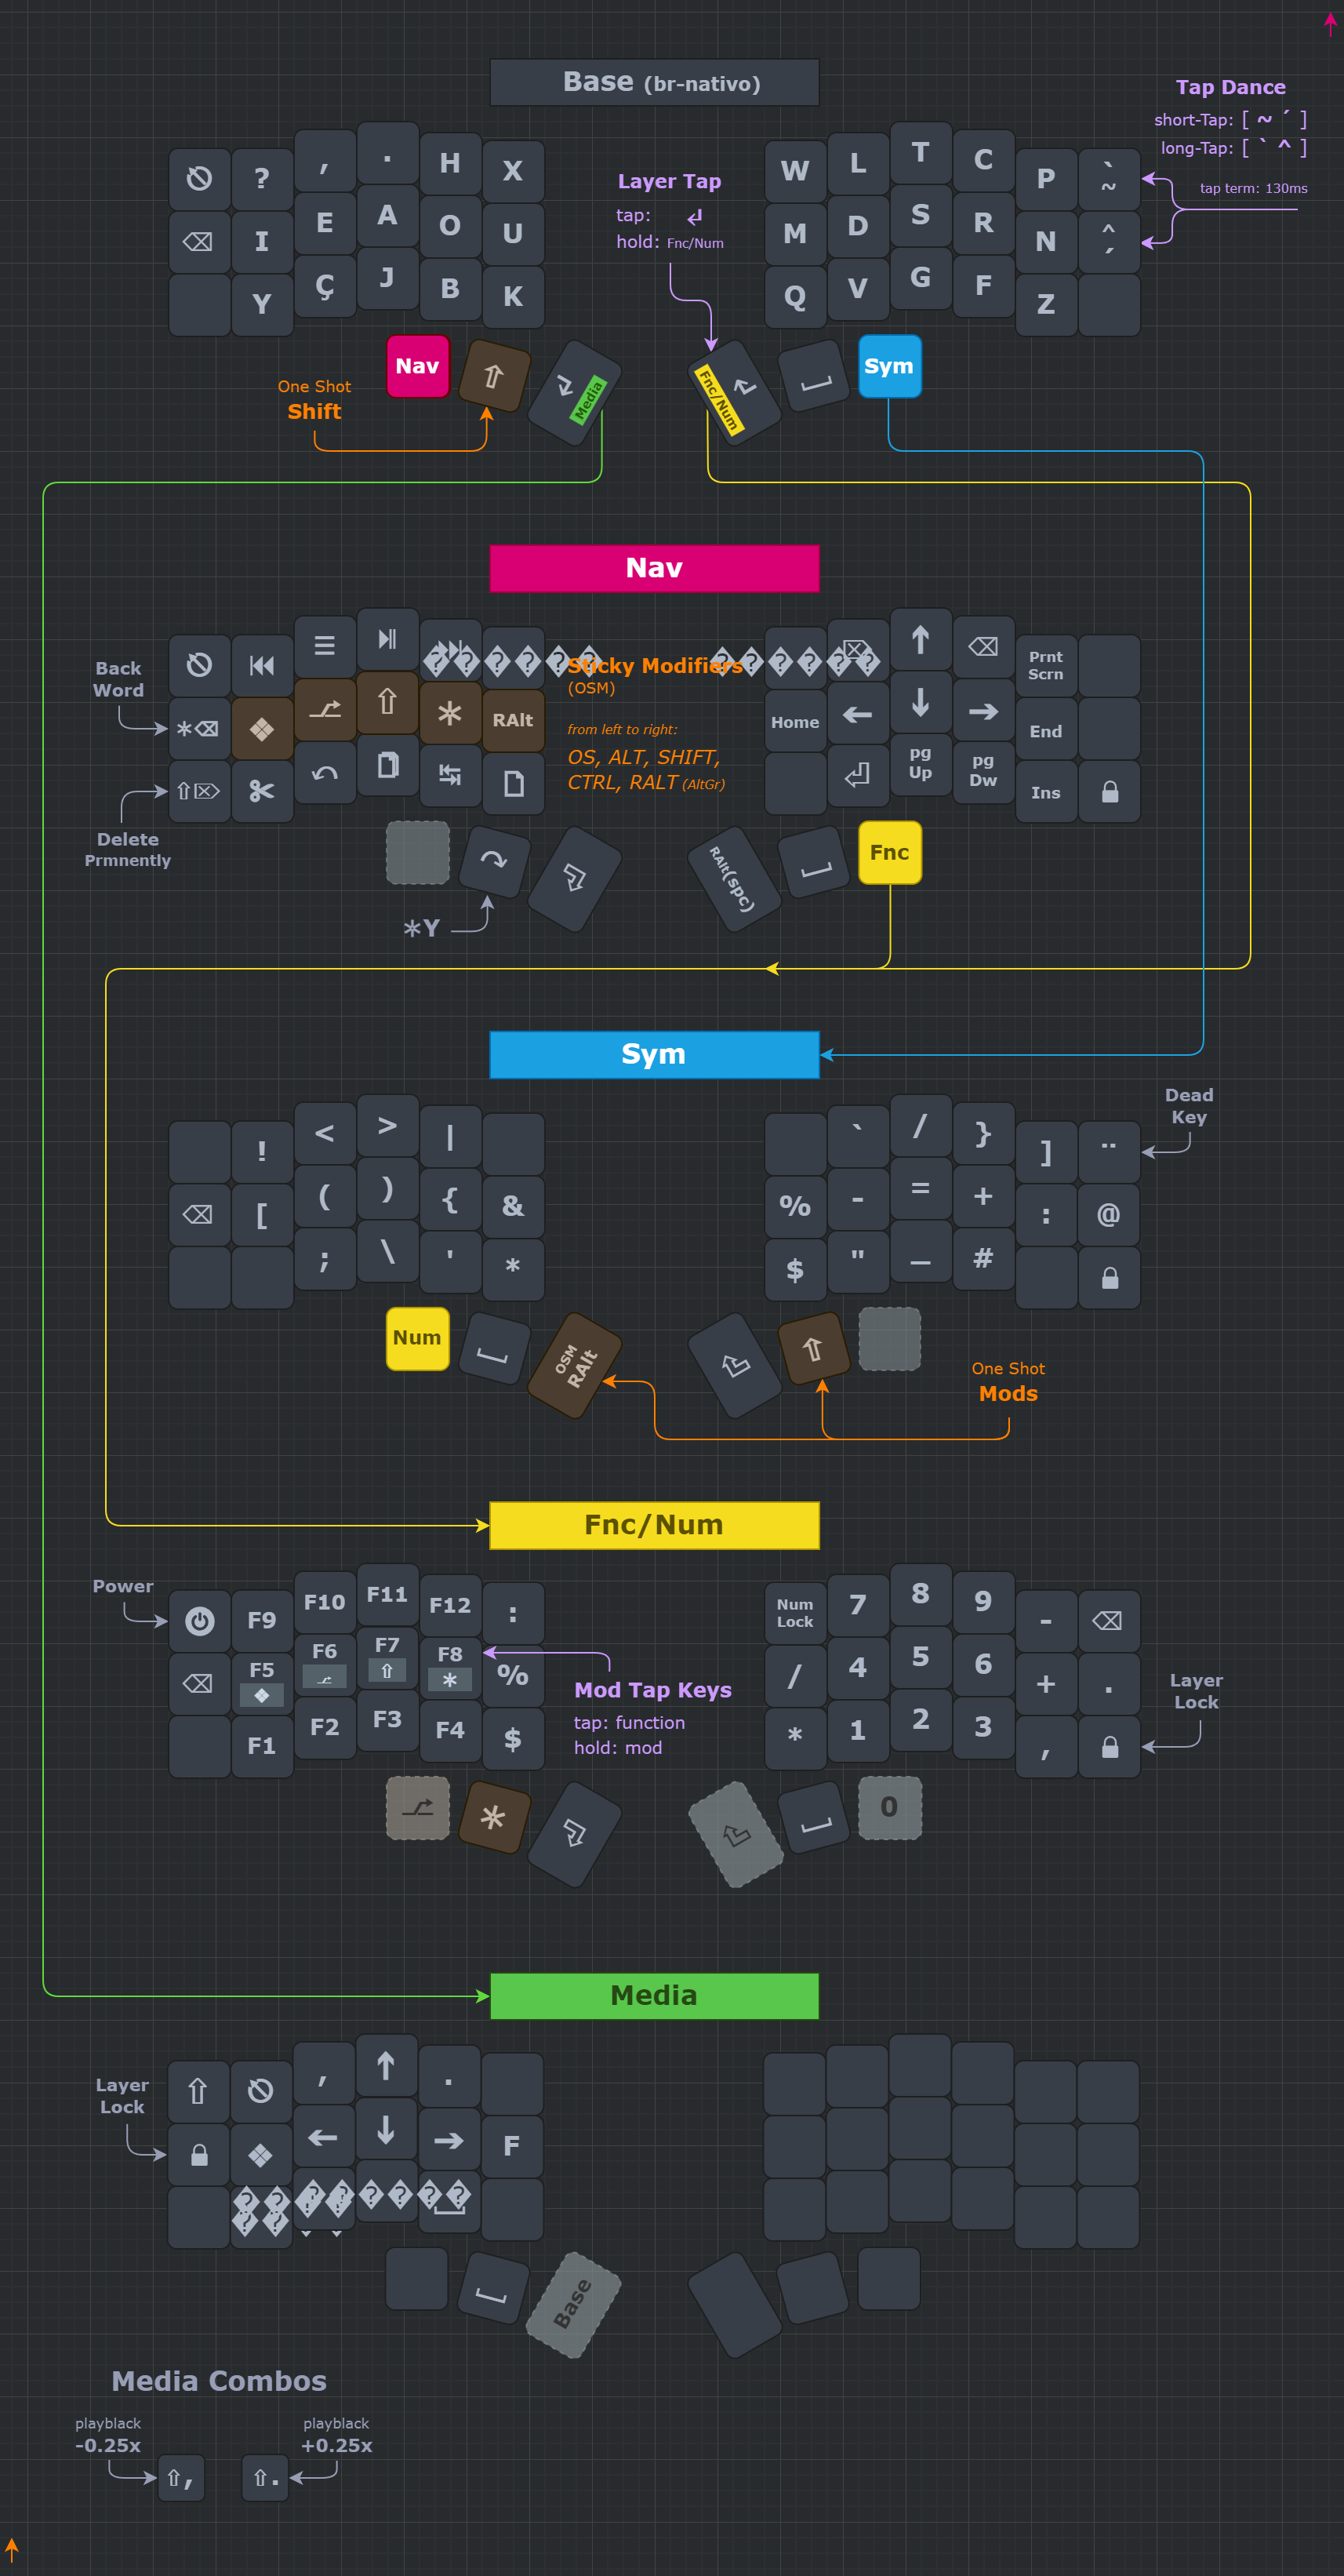 Base (br-nativo)
Tap Dance
short-Tap: [ ~ ´ ]
long-Tap: [ ` ^ ]
tap term: 130ms
Layer Tap
tap: ↲
hold: Fnc/Num
? , . H X W L T C P ` ~
⌫ I E A O U M D S R N ^ ´
Y Ç J B K Q V G F Z
Nav ⇧ Media Fnc/Num Sym
One Shot
Shift
Nav
Back
Word
⌫ Prnt
Scrn
Sticky Modifiers
(OSM)
*⌫ ❖ ⇧ * RAlt Home ← ↓ → End
from left to right:
OS, ALT, SHIFT,
CTRL, RALT (AltGr)
⇧⌦ pg
Up pg
Dw Ins
Delete
Prmnently
RAlt(spc) Fnc
*Y
Sym
Dead
Key
! < > | ` / } ] ¨
⌫ [ ( ) { & % - = + : @
; \ ' * $ " _ #
Num OSM
RAlt ⇧
One Shot
Mods
Fnc/Num
Power
F9 F10 F11 F12 : Num
Lock 7 8 9 - ⌫
⌫ F5 ❖ F6 F7 ⇧ F8 * % / 4 5 6 + .
Mod Tap Keys
tap: function
hold: mod
Layer
Lock
F1 F2 F3 F4 $ * 1 2 3 ,
* 0
Media
Layer
Lock
⇧ , ↑ .
❖ ← ↓ → F
Base
Media Combos
playblack
-0.25x
playblack
+0.25x
⇧, ⇧.